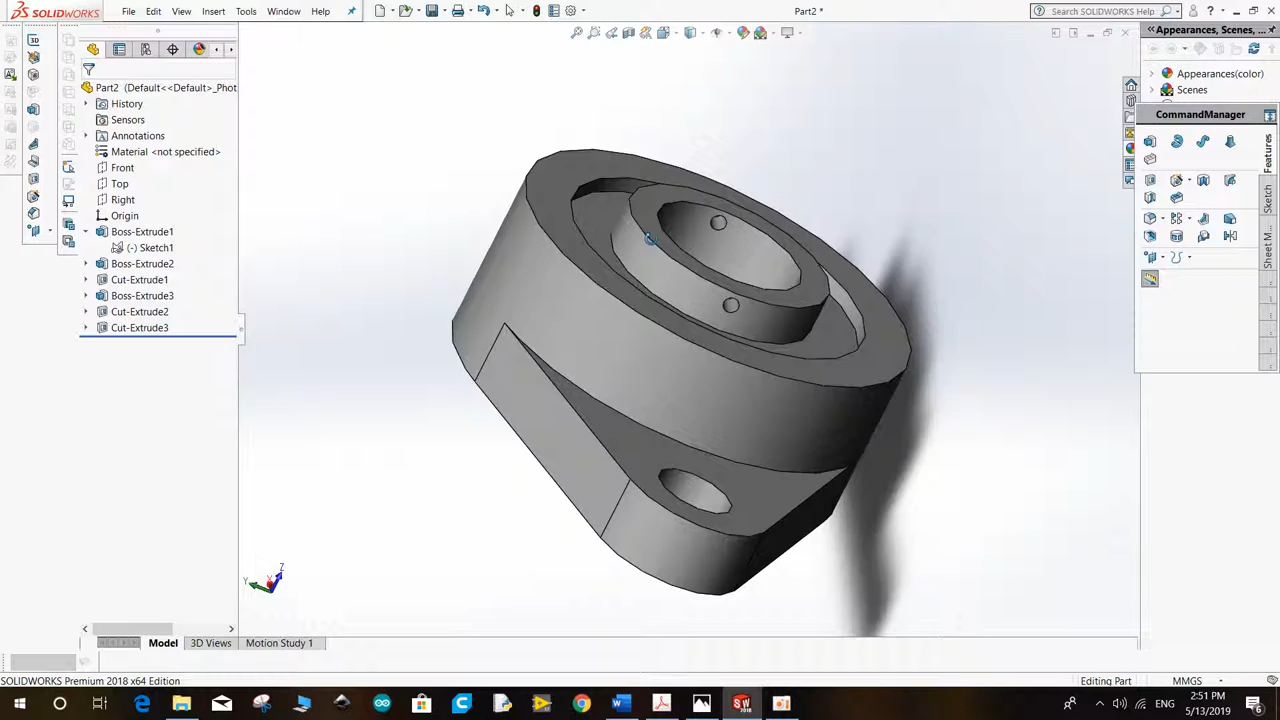 SOLIDWORKS
File
Edit
View
Insert
Tools
Window
Help
Part2 *
Search SOLIDWORKS Help
Appearances, Scenes,
Appearances(color)
Scenes
CommandManager
Features
Sketch
Sheet M...
Part2 (Default<<Default>_Phot
History
Sensors
Annotations
Material <not specified>
Front
Top
Right
Origin
Boss-Extrude1
(-) Sketch1
Boss-Extrude2
Cut-Extrude1
Boss-Extrude3
Cut-Extrude2
Cut-Extrude3
Y
X
Z
Model
3D Views
Motion Study 1
SOLIDWORKS Premium 2018 x64 Edition
Editing Part
MMGS
ENG
2:51 PM
5/13/2019